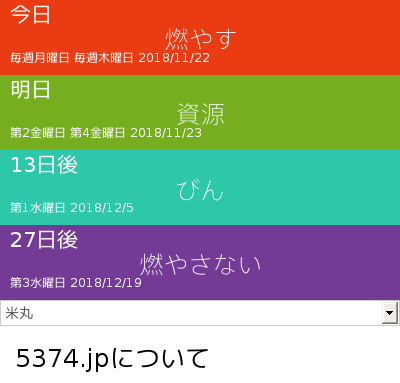 今日
燃やす
毎週月曜日 毎週木曜日 2018/11/22
明日
資源
第2金曜日 第4金曜日 2018/11/23
13日後
びん
第1水曜日 2018/12/5
27日後
燃やさない
第3水曜日 2018/12/19
米丸
5374.jpについて